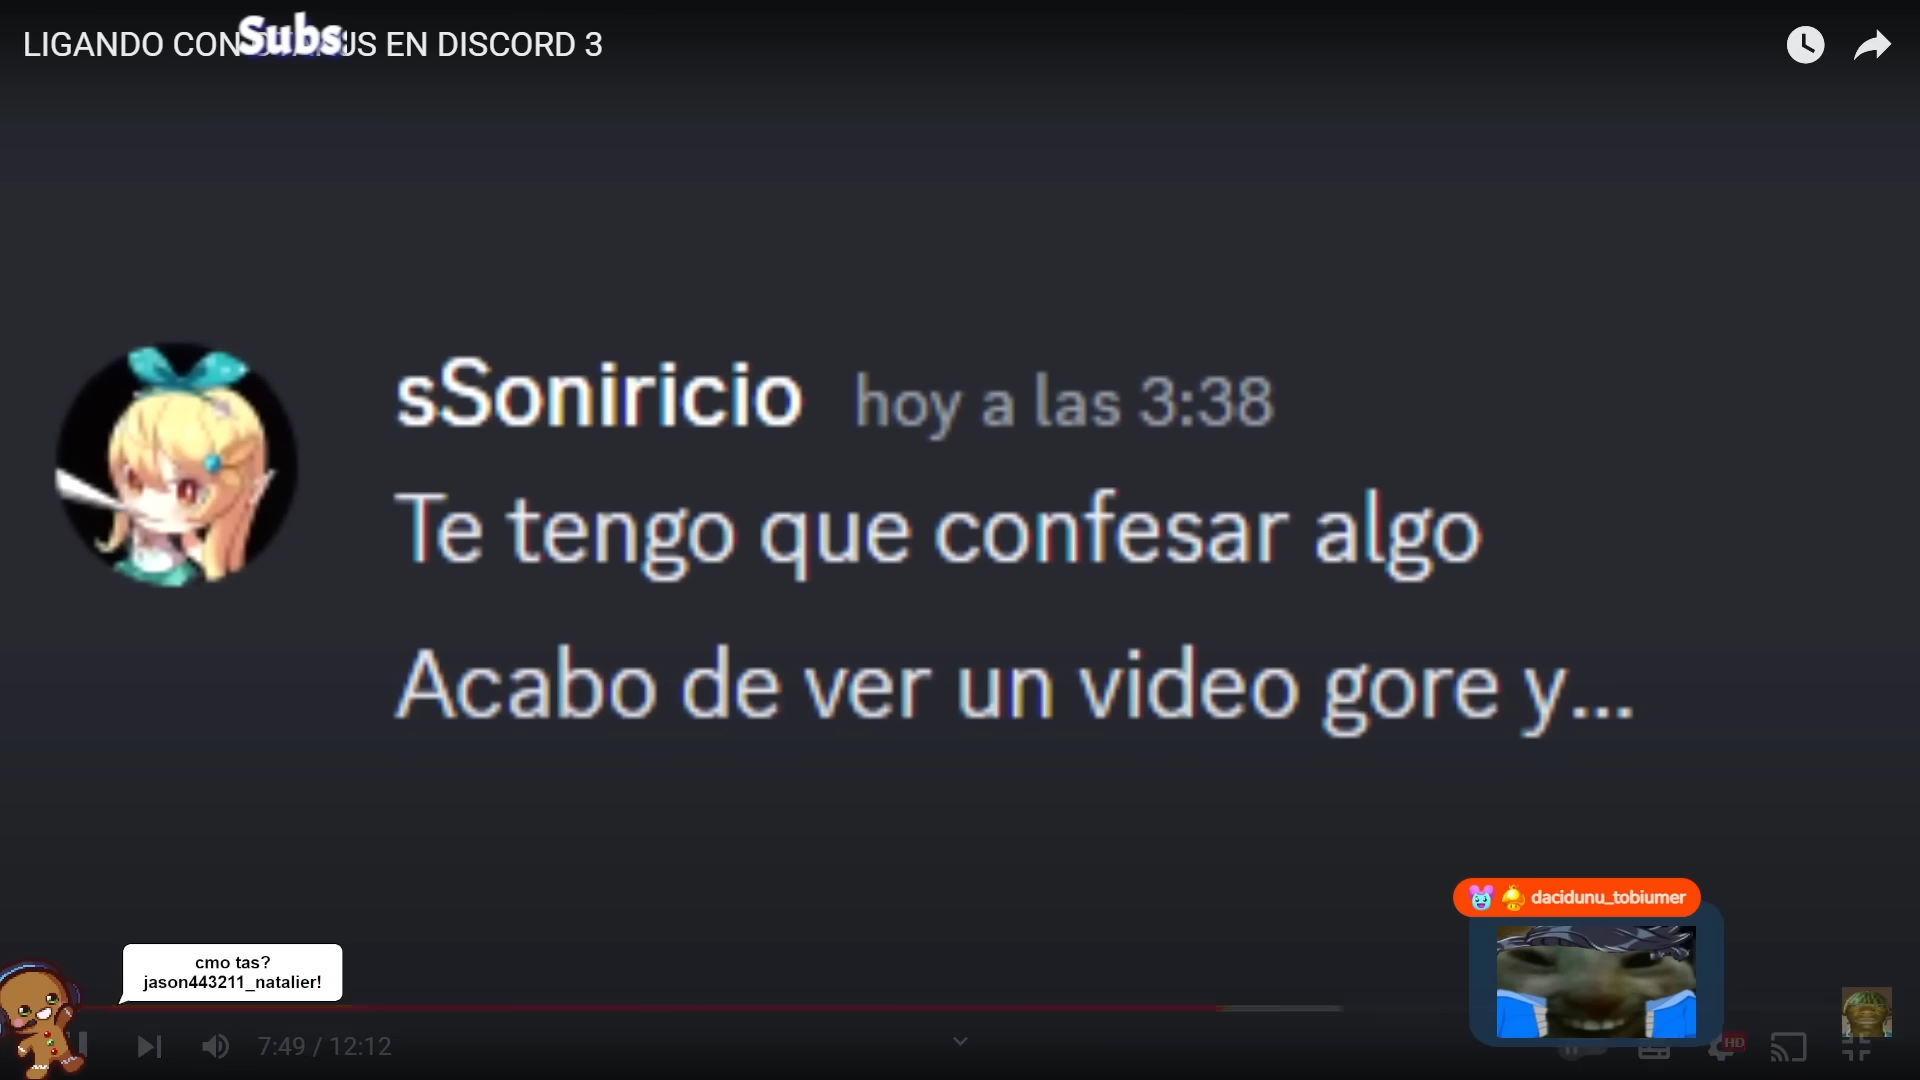 LIGANDO CON US EN DISCORD 3
Subs
sSoniricio hoy a las 3:38
Te tengo que confesar algo
Acabo de ver un video gore y...
dacidunu_tobiumer
cmo tas?
jason443211_natalier!
7:49 / 12:12
HD